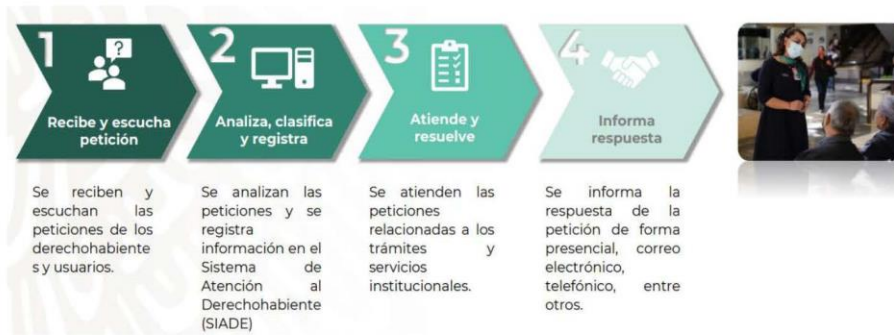 1
Recibe y escucha
petición
2
Analiza, clasifica
y registra
3
Atiende y
resuelve
4
Informa
respuesta
Se reciben y
escuchan las
peticiones de los
derechohabiente
s y usuarios.
Se analizan las
peticiones y se
registra
información en el
Sistema de
Atención al
Derechohabiente
(SIADE)
Se atienden las
peticiones
relacionadas a los
trámites y
servicios
institucionales.
Se informa la
respuesta de la
petición de forma
presencial, correo
electrónico,
telefónico, entre
otros.